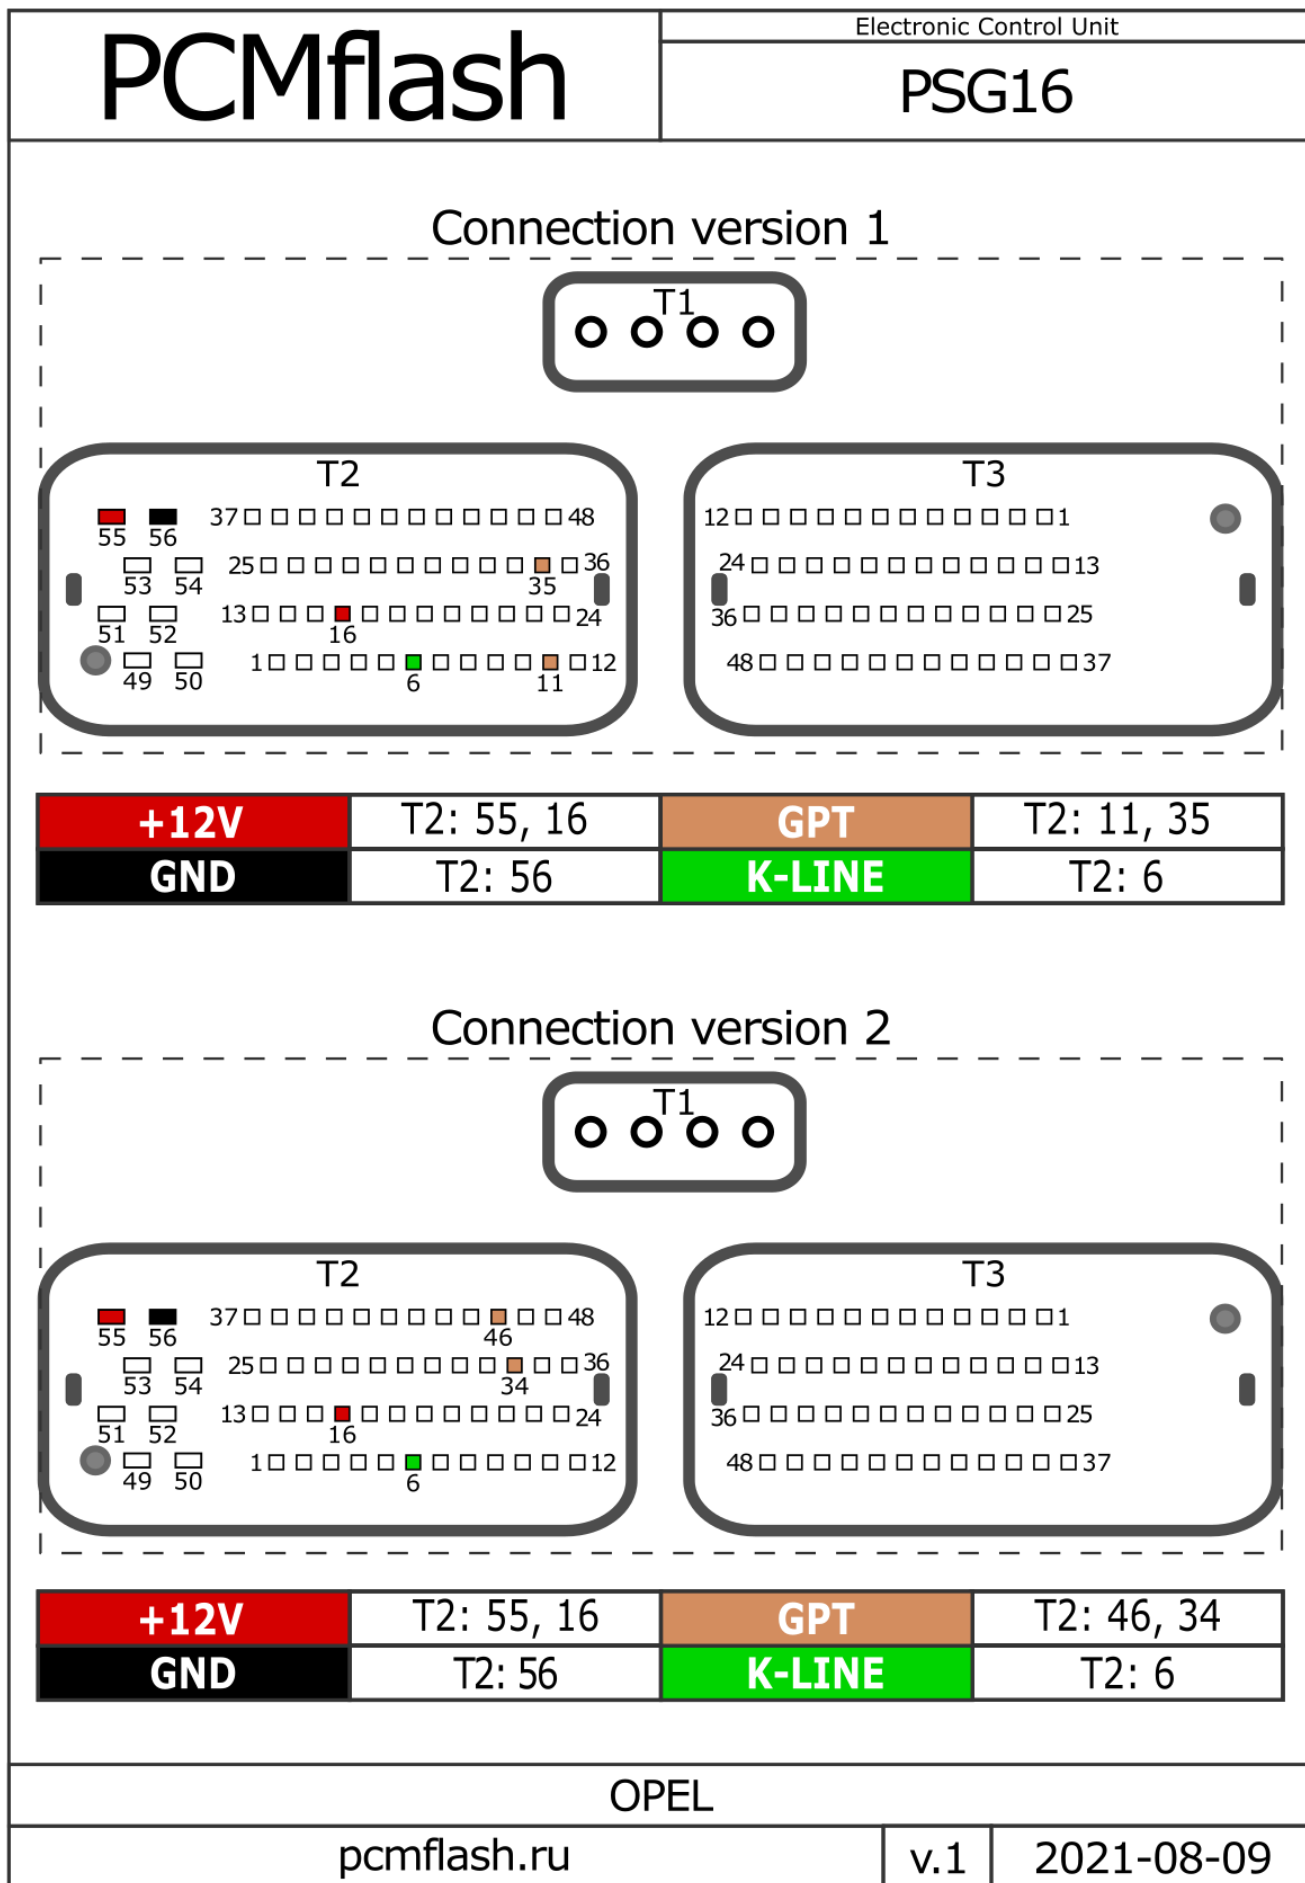 PCMflash
Electronic Control Unit
PSG16
Connection version 1
T1
T2
T3
55 56
37 48
12 1
53 54
25 36
35
24 13
51 52
13 24
16
36 25
49 50
1 12
6 11
48 37
+12V T2: 55, 16 GPT T2: 11, 35
GND T2: 56 K-LINE T2: 6
Connection version 2
T1
T2
T3
55 56
37 48
46
12 1
53 54
25 36
34
24 13
51 52
13 24
16
36 25
49 50
1 12
6
48 37
+12V T2: 55, 16 GPT T2: 46, 34
GND T2: 56 K-LINE T2: 6
OPEL
pcmflash.ru v.1 2021-08-09